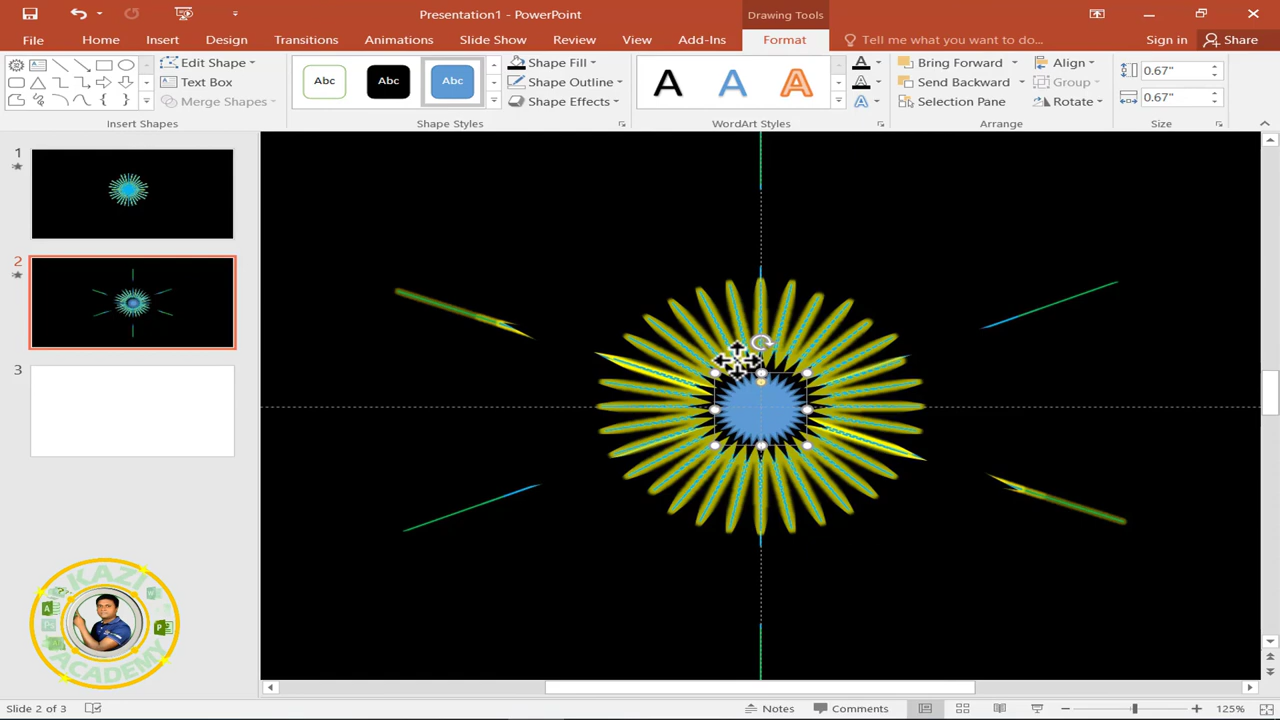 Presentation1 - PowerPoint
Drawing Tools
File Home Insert Design Transitions Animations Slide Show Review View Add-Ins Format Tell me what you want to do... Sign in Share
Edit Shape
Text Box
Merge Shapes
Insert Shapes
Abc Abc Abc
Shape Fill
Shape Outline
Shape Effects
Shape Styles
A A A
WordArt Styles
Bring Forward
Send Backward
Selection Pane
Align
Group
Rotate
Arrange
0.67"
0.67"
Size
1
2
3
KAZI
ACADEMY
Slide 2 of 3
Notes
Comments
125%